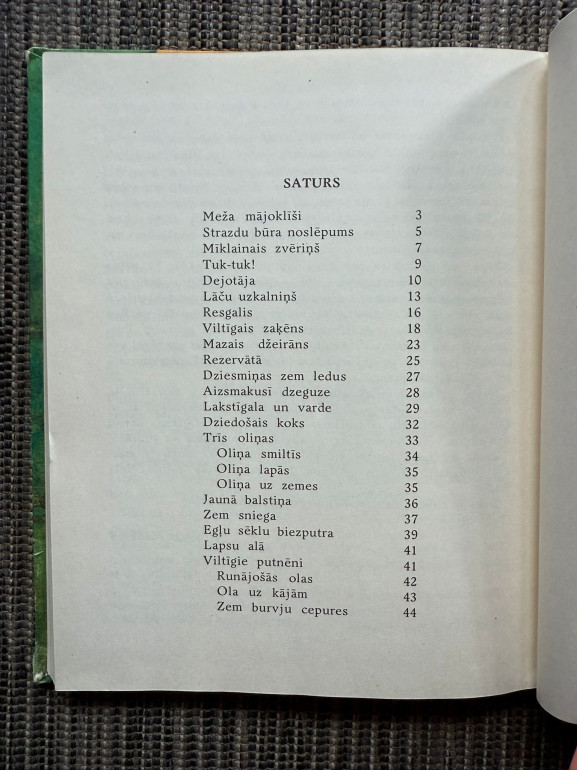 SATURS
Meža mājoklīši 3
Strazdu būra noslēpums 5
Mīklainais zvēriņš 7
Tuk-tuk! 9
Dejotāja 10
Lāču uzkalniņš 13
Resgalis 16
Viltīgais zaķēns 18
Mazais džeirāns 23
Rezervātā 25
Dziesmiņas zem ledus 27
Aizsmakusī dzeguze 28
Lakstīgala un varde 29
Dziedošais koks 32
Trīs oliņas 33
Oliņa smiltīs 34
Oliņa lapās 35
Oliņa uz zemes 35
Jaunā balstiņa 36
Zem sniega 37
Egļu sēklu biezputra 39
Lapsu alā 41
Viltīgie putnēni 41
Runājošās olas 42
Ola uz kājām 43
Zem burvju cepures 44